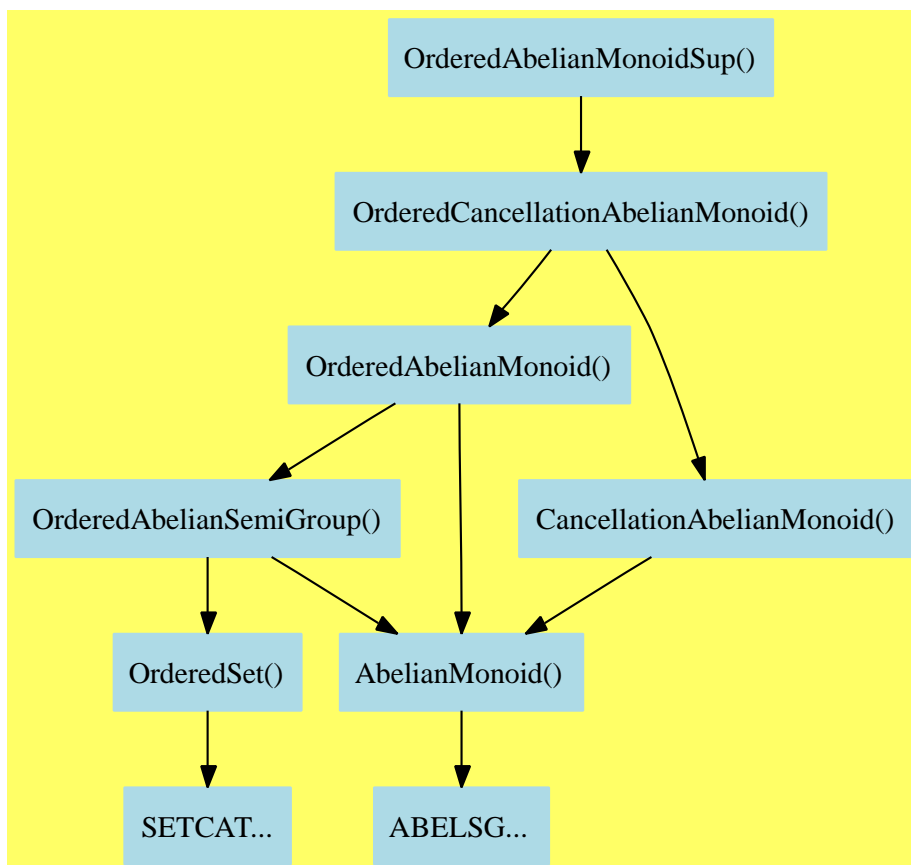 OrderedAbelianMonoidSup()
OrderedCancellationAbelianMonoid()
OrderedAbelianMonoid()
OrderedAbelianSemiGroup()
CancellationAbelianMonoid()
OrderedSet()
AbelianMonoid()
SETCAT...
ABELSG...